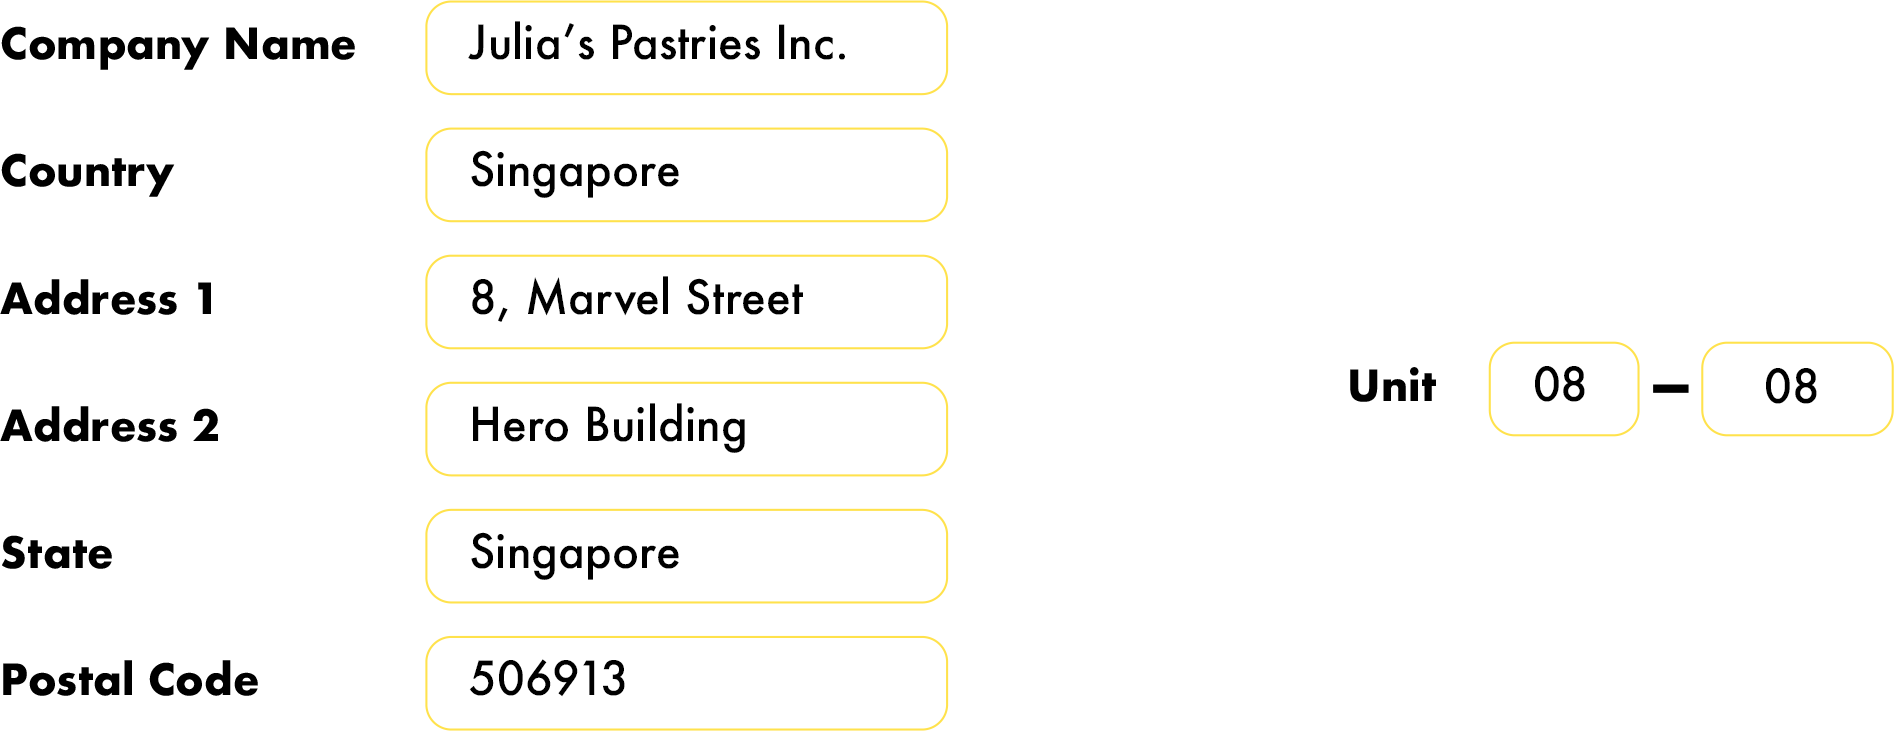 Company Name Julia’s Pastries Inc.
Country Singapore
Address 1 8, Marvel Street
Unit 08 – 08
Address 2 Hero Building
State Singapore
Postal Code 506913